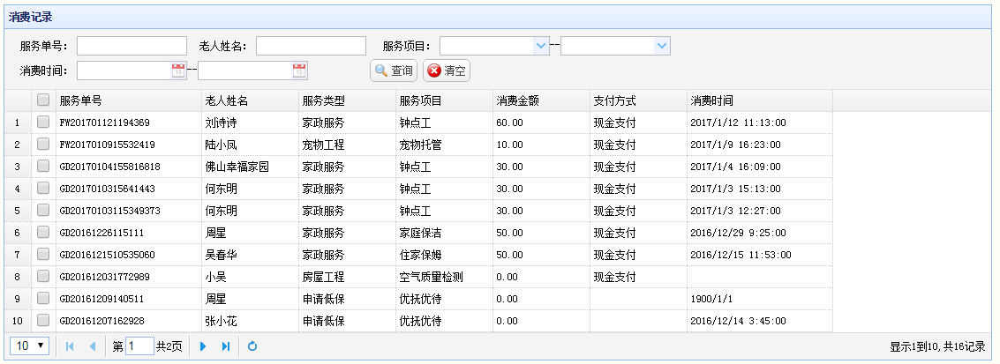 消费记录
服务单号： 老人姓名： 服务项目： --
消费时间： -- 查询 清空
服务单号 老人姓名 服务类型 服务项目 消费金额 支付方式 消费时间
1 FW201701121194369 刘诗诗 家政服务 钟点工 60.00 现金支付 2017/1/12 11:13:00
2 FW2017010915532419 陆小凤 宠物工程 宠物托管 10.00 现金支付 2017/1/9 16:23:00
3 GD20170104155816818 佛山幸福家园 家政服务 钟点工 30.00 现金支付 2017/1/4 16:09:00
4 GD2017010315641443 何东明 家政服务 钟点工 30.00 现金支付 2017/1/3 15:13:00
5 GD20170103115349373 何东明 家政服务 钟点工 30.00 现金支付 2017/1/3 12:27:00
6 GD20161226115111 周星 家政服务 家庭保洁 50.00 现金支付 2016/12/29 9:25:00
7 GD2016121510535060 吴春华 家政服务 住家保姆 50.00 现金支付 2016/12/15 11:53:00
8 GD201612031772989 小吴 房屋工程 空气质量检测 0.00 现金支付
9 GD20161209140511 周星 申请低保 优抚优待 0.00 1900/1/1
10 GD20161207162928 张小花 申请低保 优抚优待 0.00 2016/12/14 3:45:00
10 第 1 共2页 显示1到10,共16记录